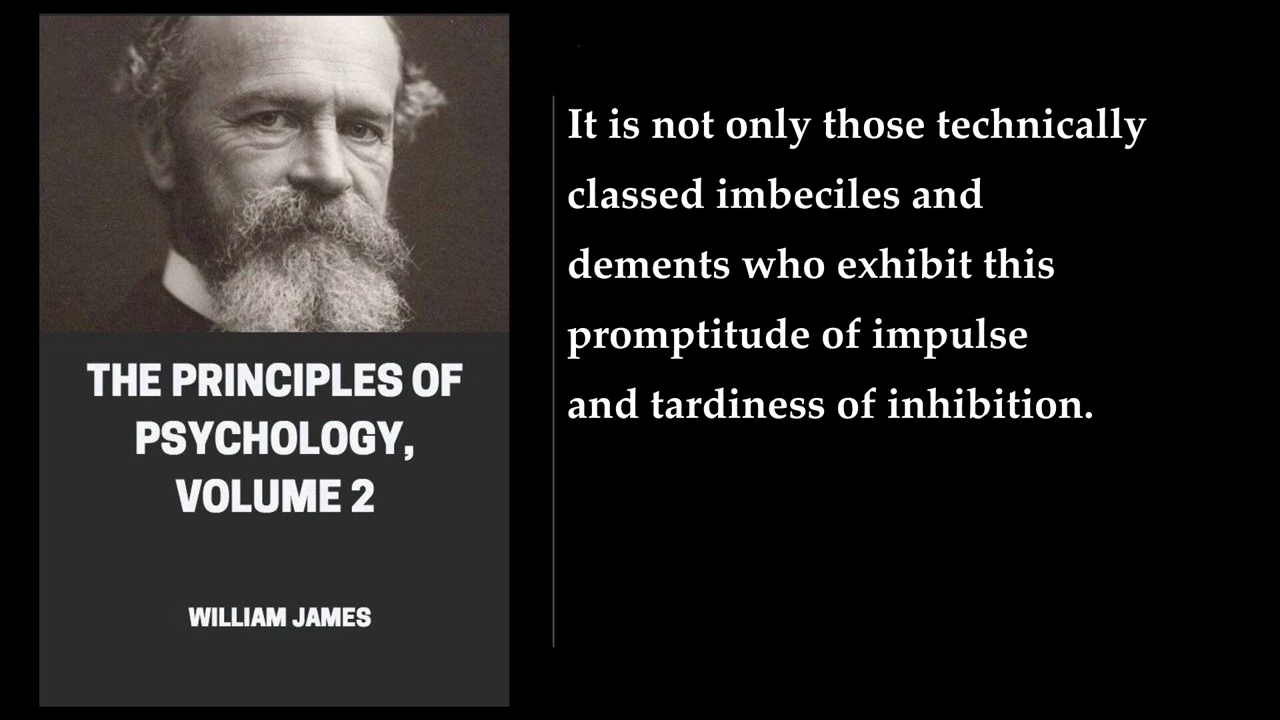 THE PRINCIPLES OF
PSYCHOLOGY,
VOLUME 2
WILLIAM JAMES
It is not only those technically
classed imbeciles and
dements who exhibit this
promptitude of impulse
and tardiness of inhibition.